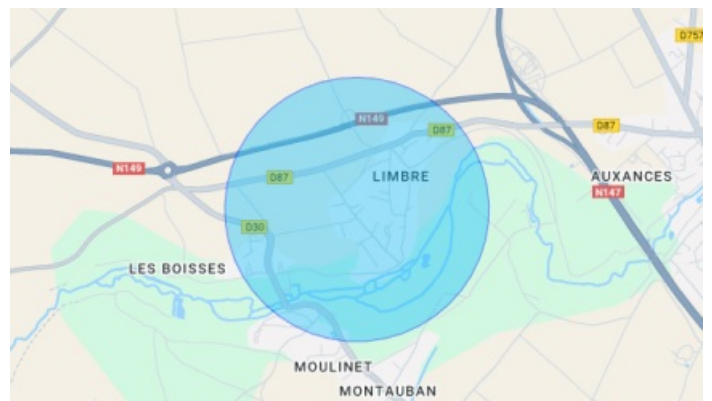 D757
N149
D87
D87
N149
D87
LIMBRE
AUXANCES
N147
D30
LES BOISSES
MOULINET
MONTAUBAN